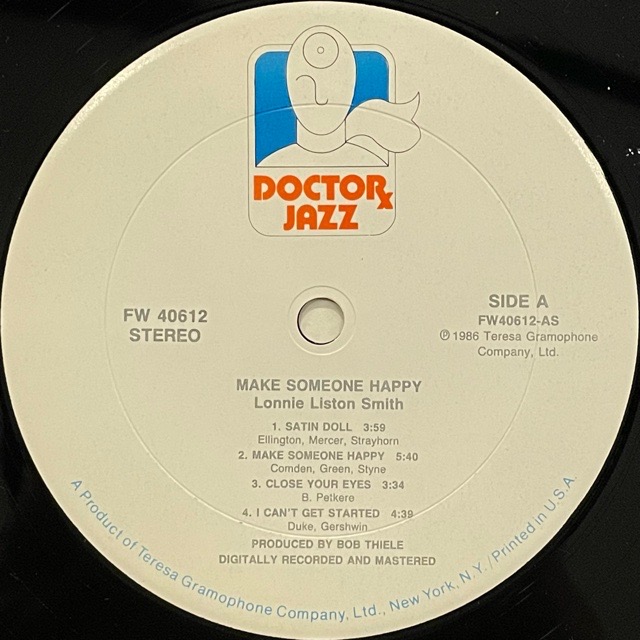 DOCTORx
JAZZ
FW 40612
STEREO
SIDE A
FW40612-AS
℗ 1986 Teresa Gramophone
Company, Ltd.
MAKE SOMEONE HAPPY
Lonnie Liston Smith
1. SATIN DOLL 3:59
Ellington, Mercer, Strayhorn
2. MAKE SOMEONE HAPPY 5:40
Comden, Green, Styne
3. CLOSE YOUR EYES 3:34
B. Petkere
4. I CAN'T GET STARTED 4:39
Duke, Gershwin
PRODUCED BY BOB THIELE
DIGITALLY RECORDED AND MASTERED
A Product of Teresa Gramophone Company, Ltd., New York, N.Y./Printed in U.S.A.